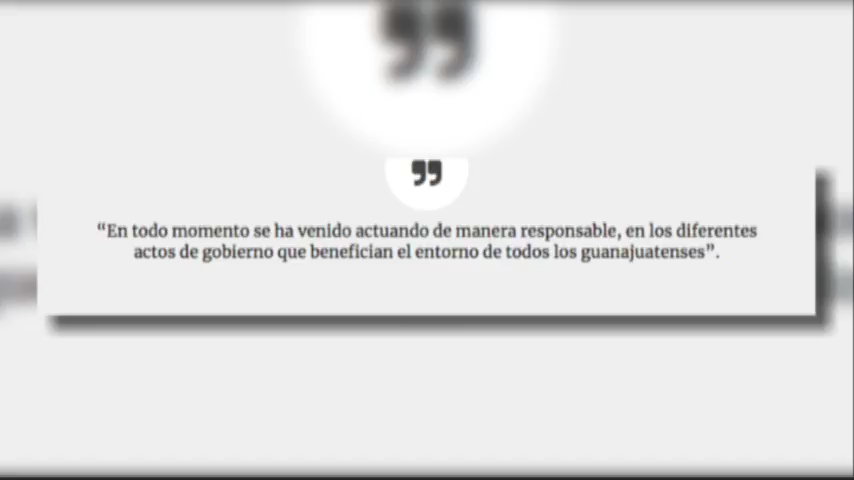 “En todo momento se ha venido actuando de manera responsable, en los diferentes
actos de gobierno que benefician el entorno de todos los guanajuatenses”.